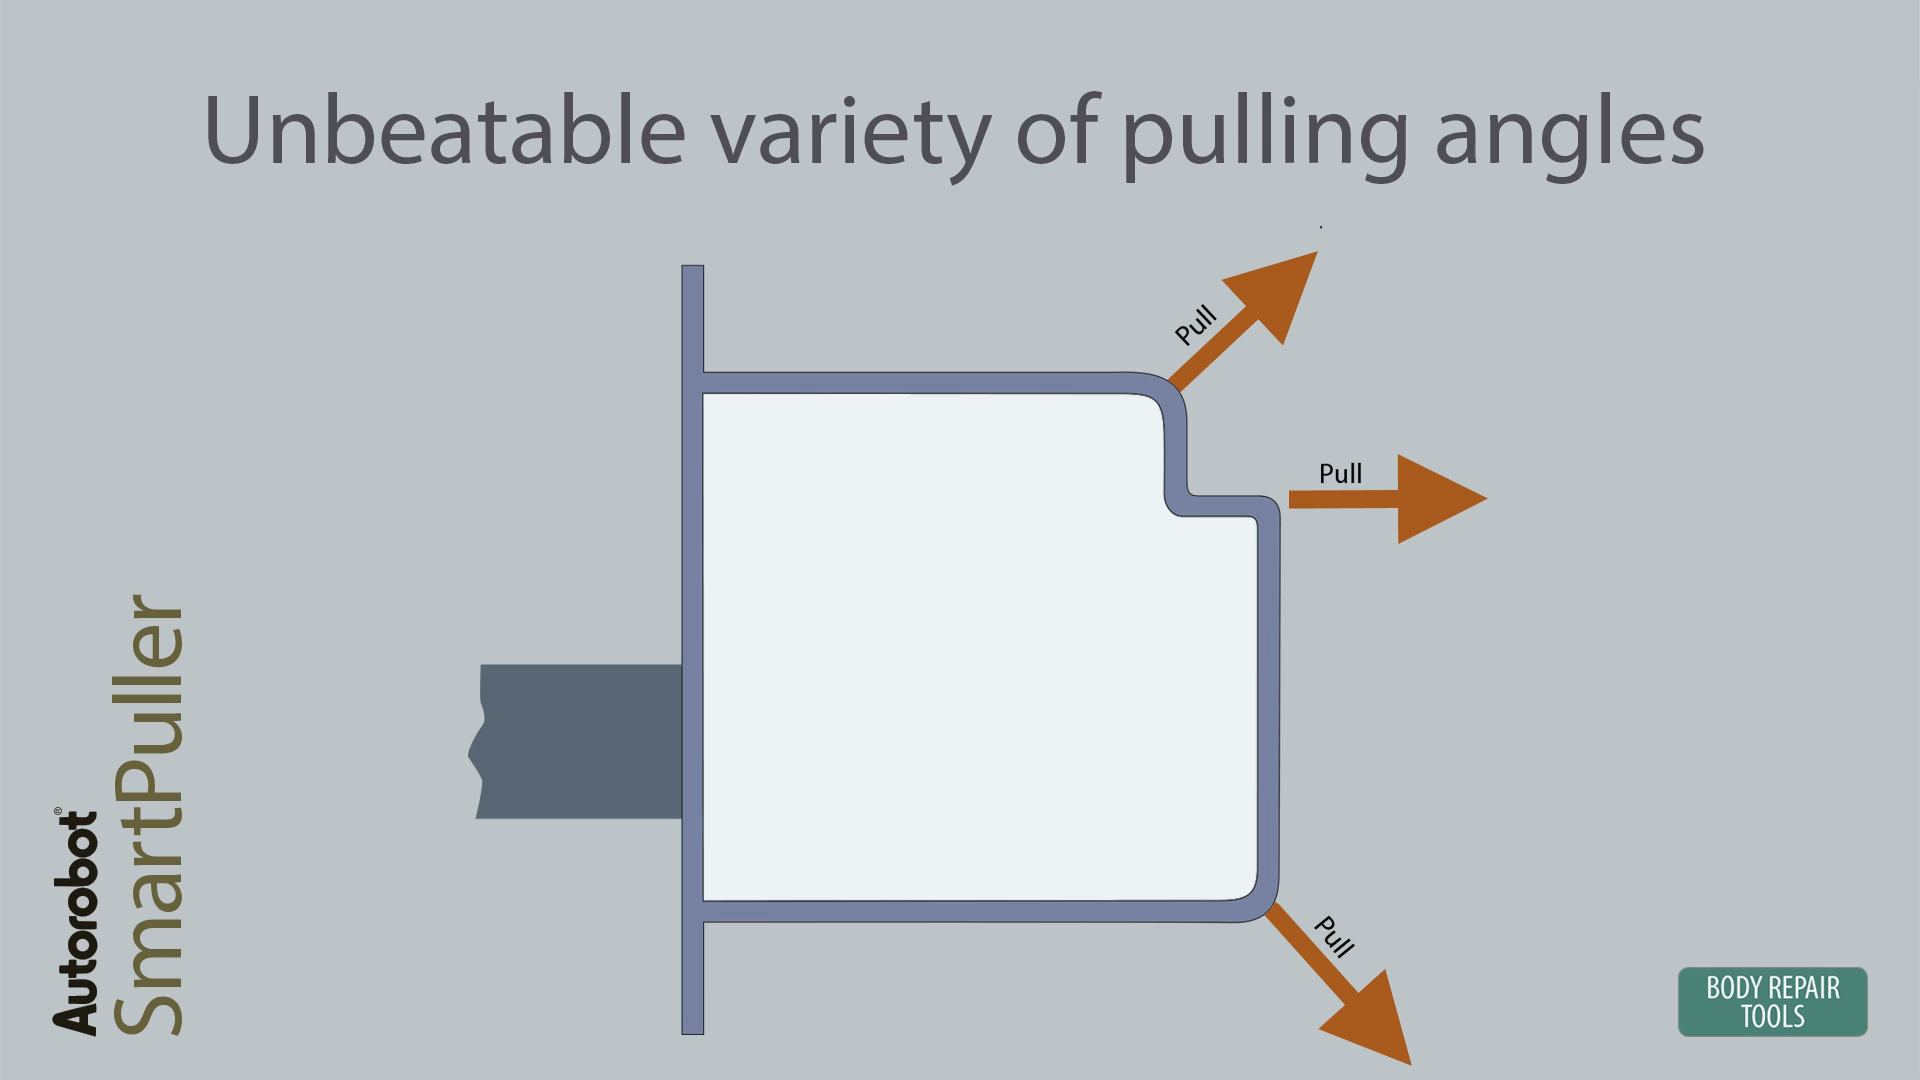 Unbeatable variety of pulling angles
Pull
Pull
Pull
Autorobot®
SmartPuller
BODY REPAIR
TOOLS